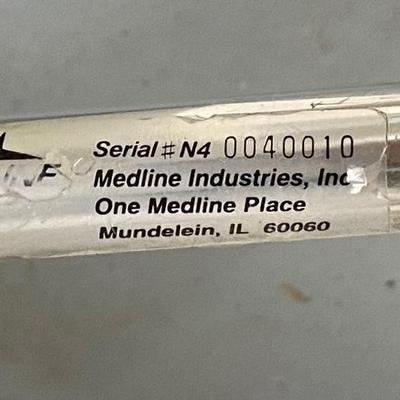 Serial # N4 0040010
Medline Industries, Inc
One Medline Place
Mundelein, IL 60060